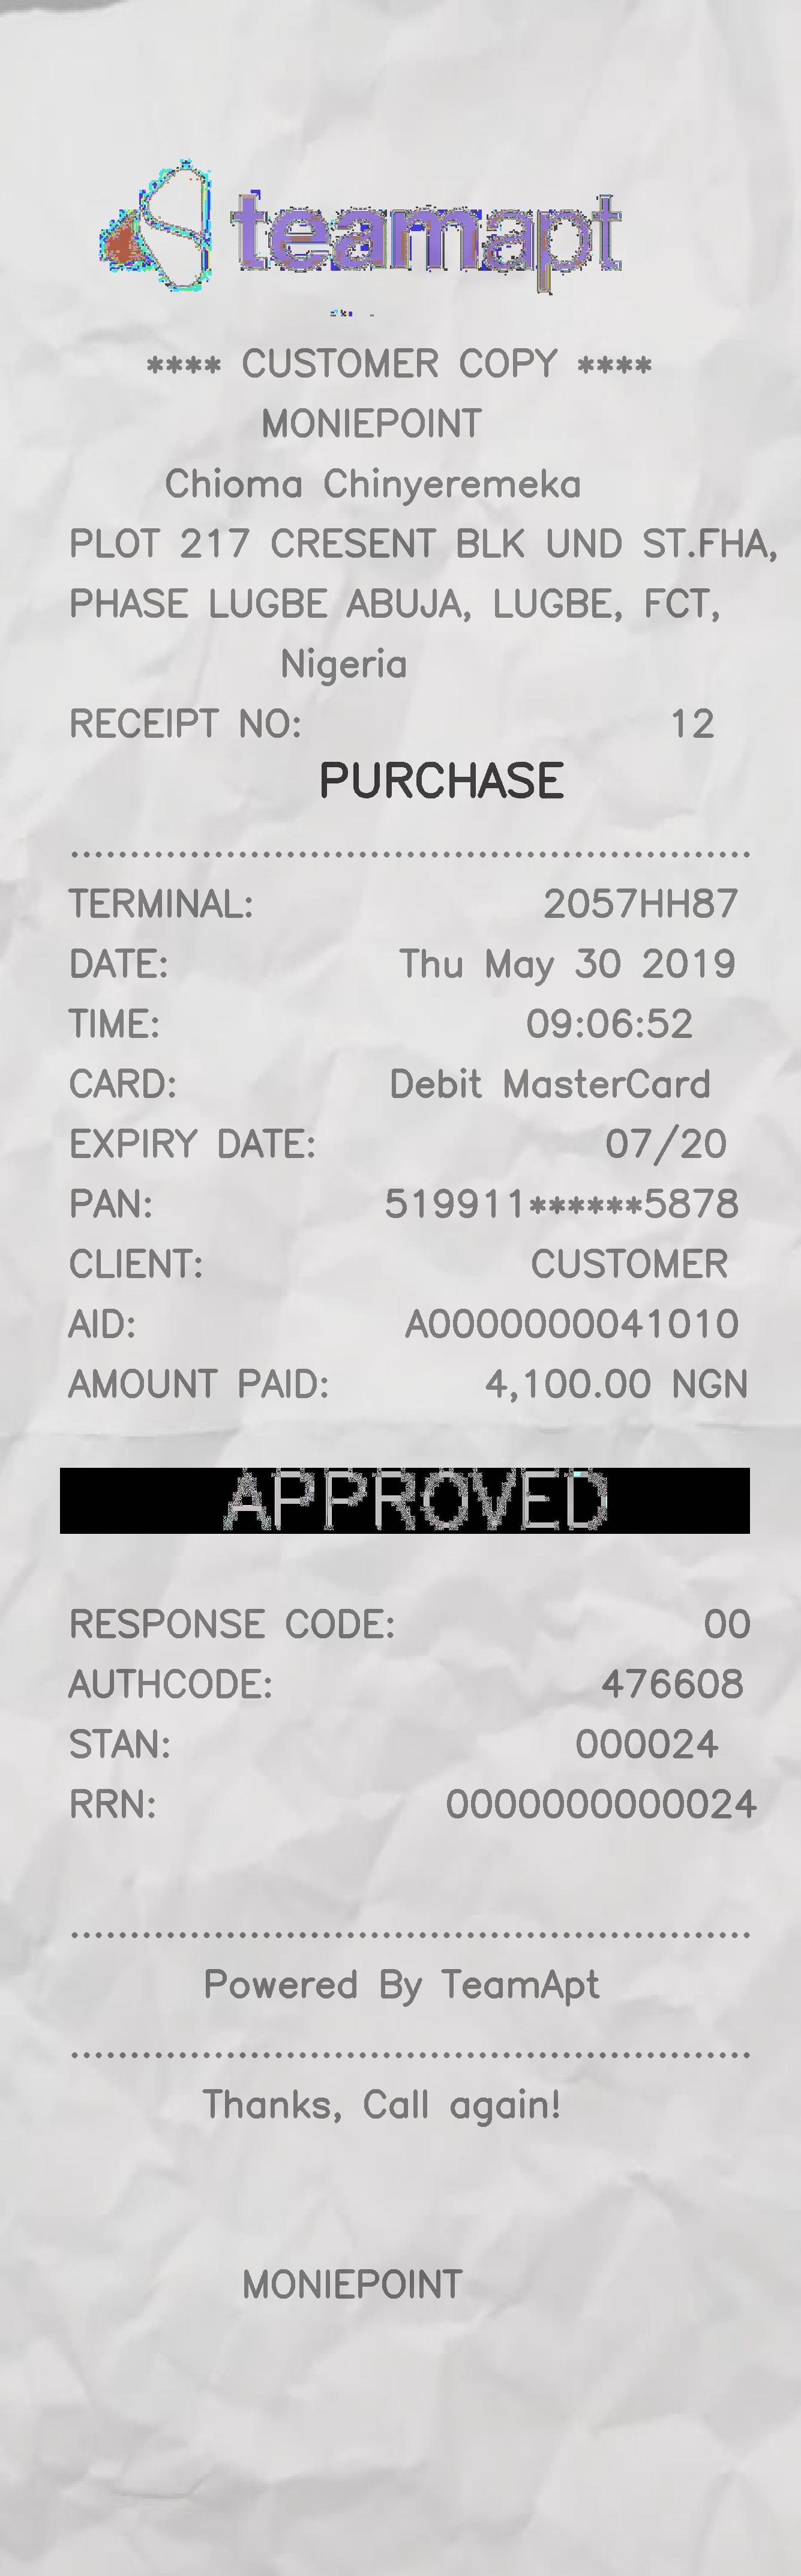 teamapt
**** CUSTOMER COPY ****
MONIEPOINT
Chioma Chinyeremeka
PLOT 217 CRESENT BLK UND ST.FHA,
PHASE LUGBE ABUJA, LUGBE, FCT,
Nigeria
RECEIPT NO: 12
PURCHASE
TERMINAL: 2057HH87
DATE: Thu May 30 2019
TIME: 09:06:52
CARD: Debit MasterCard
EXPIRY DATE: 07/20
PAN: 519911******5878
CLIENT: CUSTOMER
AID: A0000000041010
AMOUNT PAID: 4,100.00 NGN
APPROVED
RESPONSE CODE: 00
AUTHCODE: 476608
STAN: 000024
RRN: 0000000000024
Powered By TeamApt
Thanks, Call again!
MONIEPOINT